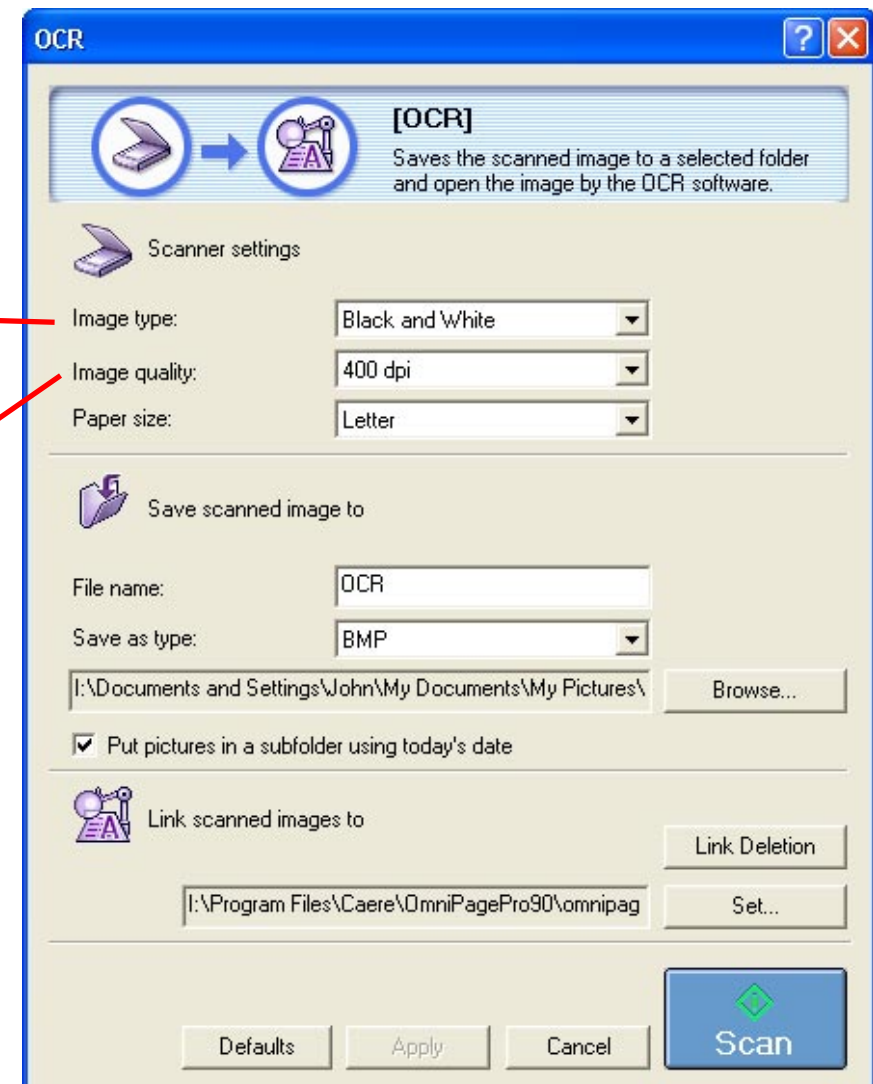 OCR
[OCR]
Saves the scanned image to a selected folder
and open the image by the OCR software.
Scanner settings
Image type: Black and White
Image quality: 400 dpi
Paper size: Letter
Save scanned image to
File name: OCR
Save as type: BMP
I:\Documents and Settings\John\My Documents\My Pictures\ Browse...
Put pictures in a subfolder using today's date
Link scanned images to
Link Deletion
I:\Program Files\Caere\OmniPagePro90\omnipag Set...
Defaults Apply Cancel Scan